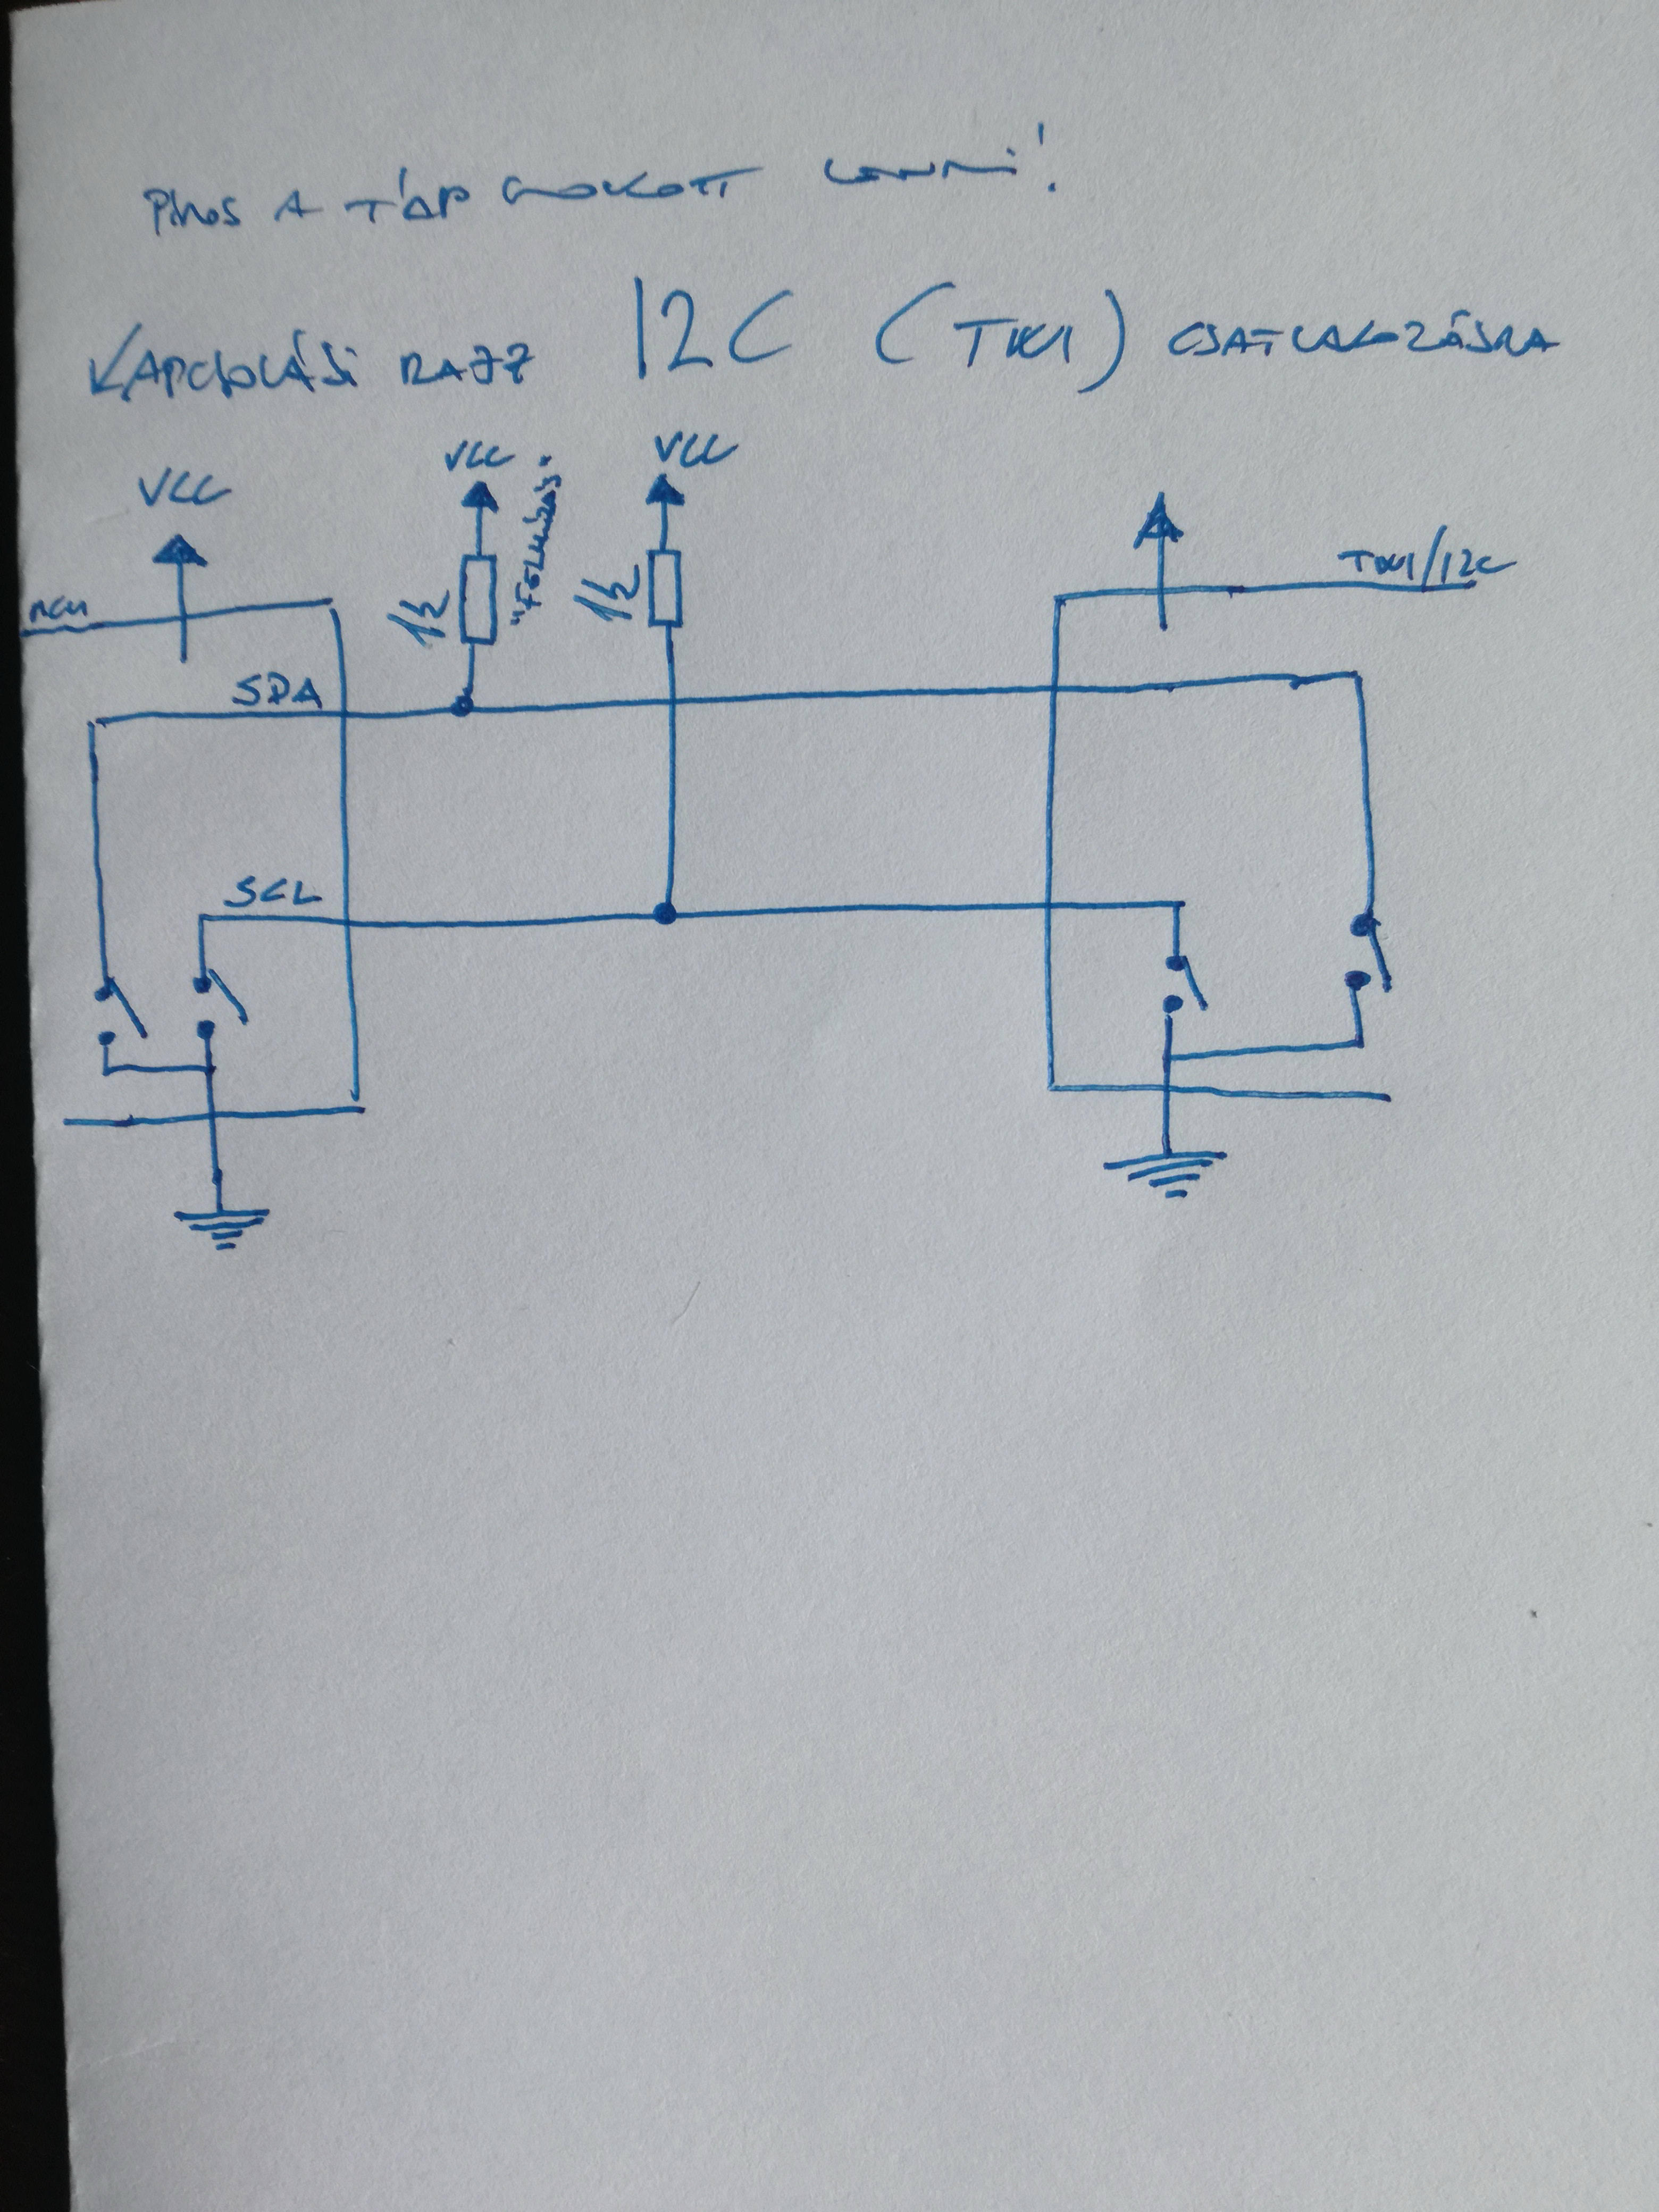 PIROS A TÁP SZOKOTT LENNI!
KAPCSOLÁSI RAJZ I2C (TWI) CSATLAKOZÁSRA
VCC VCC VCC
MCU 1k "FELHÚZÁS" 1k TWI/I2C
SDA
SCL